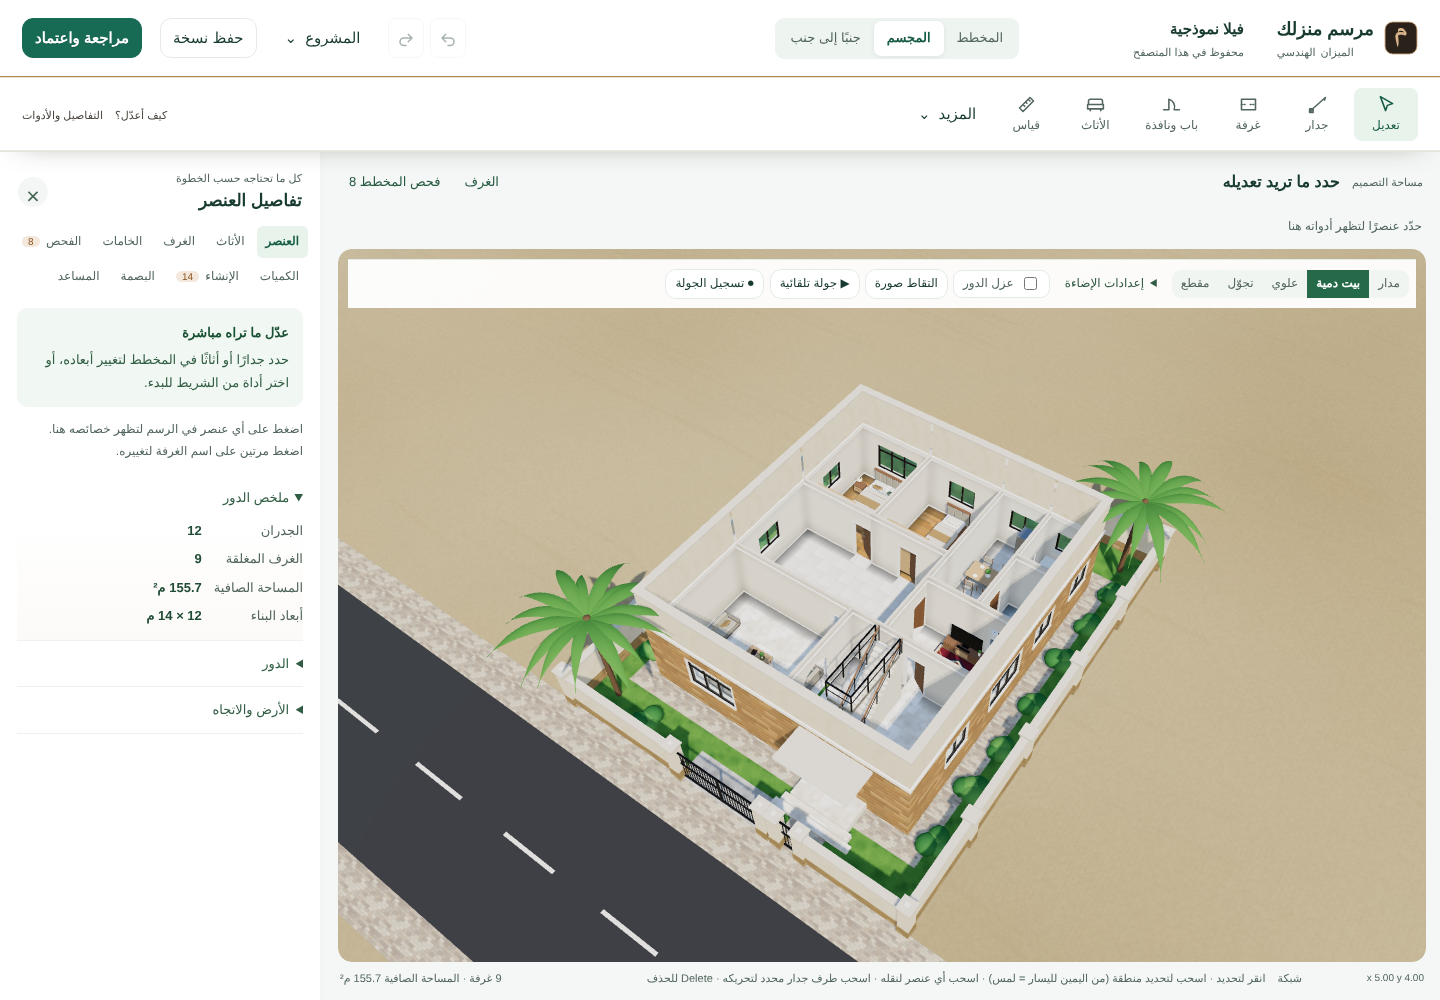 مرسم منزلك
الميزان الهندسي
فيلا نموذجية
محفوظ في هذا المتصفح
المخطط
المجسم
جنبًا إلى جنب
المشروع
حفظ نسخة
مراجعة واعتماد
تعديل
جدار
غرفة
باب ونافذة
الأثاث
قياس
المزيد
كيف أعدّل؟
التفاصيل والأدوات
مساحة التصميم
حدد ما تريد تعديله
الغرف
فحص المخطط 8
حدّد عنصرًا لتظهر أدواته هنا
مدار
بيت دمية
علوي
تجوّل
مقطع
إعدادات الإضاءة
عزل الدور
التقاط صورة
▶ جولة تلقائية
● تسجيل الجولة
كل ما تحتاجه حسب الخطوة
تفاصيل العنصر
العنصر
الأثاث
الغرف
الخامات
الفحص 8
الكميات
الإنشاء 14
البصمة
المساعد
عدّل ما تراه مباشرة
حدد جدارًا أو أثاثًا في المخطط لتغيير أبعاده، أو
اختر أداة من الشريط للبدء.
اضغط على أي عنصر في الرسم لتظهر خصائصه هنا.
اضغط مرتين على اسم الغرفة لتغييره.
ملخص الدور
الجدران 12
الغرف المغلقة 9
المساحة الصافية 155.7 م²
أبعاد البناء 12 × 14 م
الدور
الأرض والاتجاه
x 5.00 y 4.00
شبكة
انقر لتحديد · اسحب لتحديد منطقة (من اليمين لليسار = لمس) · اسحب أي عنصر لنقله · اسحب طرف جدار محدد لتحريكه · Delete للحذف
9 غرفة · المساحة الصافية 155.7 م²